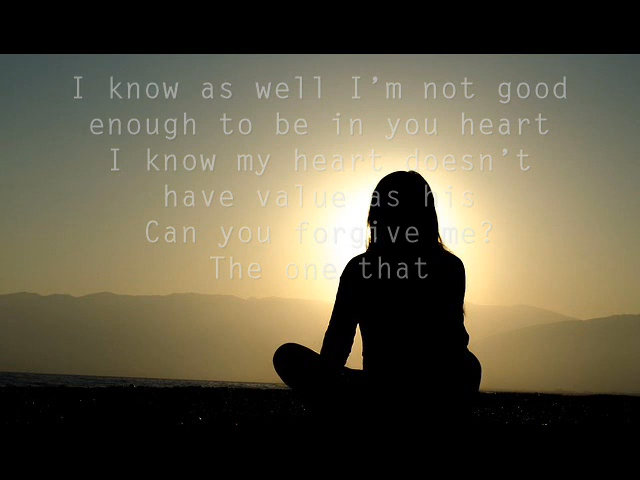 I know as well I'm not good
enough to be in you heart
I know my heart doesn't
have value as his
Can you forgive me?
The one that